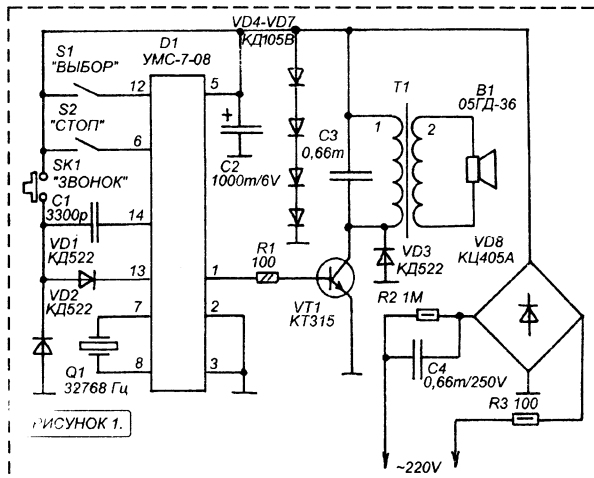 VD4-VD7
КД105В
S1
"ВЫБОР"
D1
УМС-7-08
12
5
S2
"СТОП"
6
+
C2
1000m/6V
SK1
"ЗВОНОК"
C1
3300p
14
VD1
КД522
13
VD2
КД522
7
8
Q1
32768 Гц
1
2
3
R1
100
VT1
КТ315
C3
0,66m
T1
1
2
B1
05ГД-36
VD3
КД522
VD8
КЦ405А
R2 1М
C4
0,66m/250V
R3 100
~220V
РИСУНОК 1.